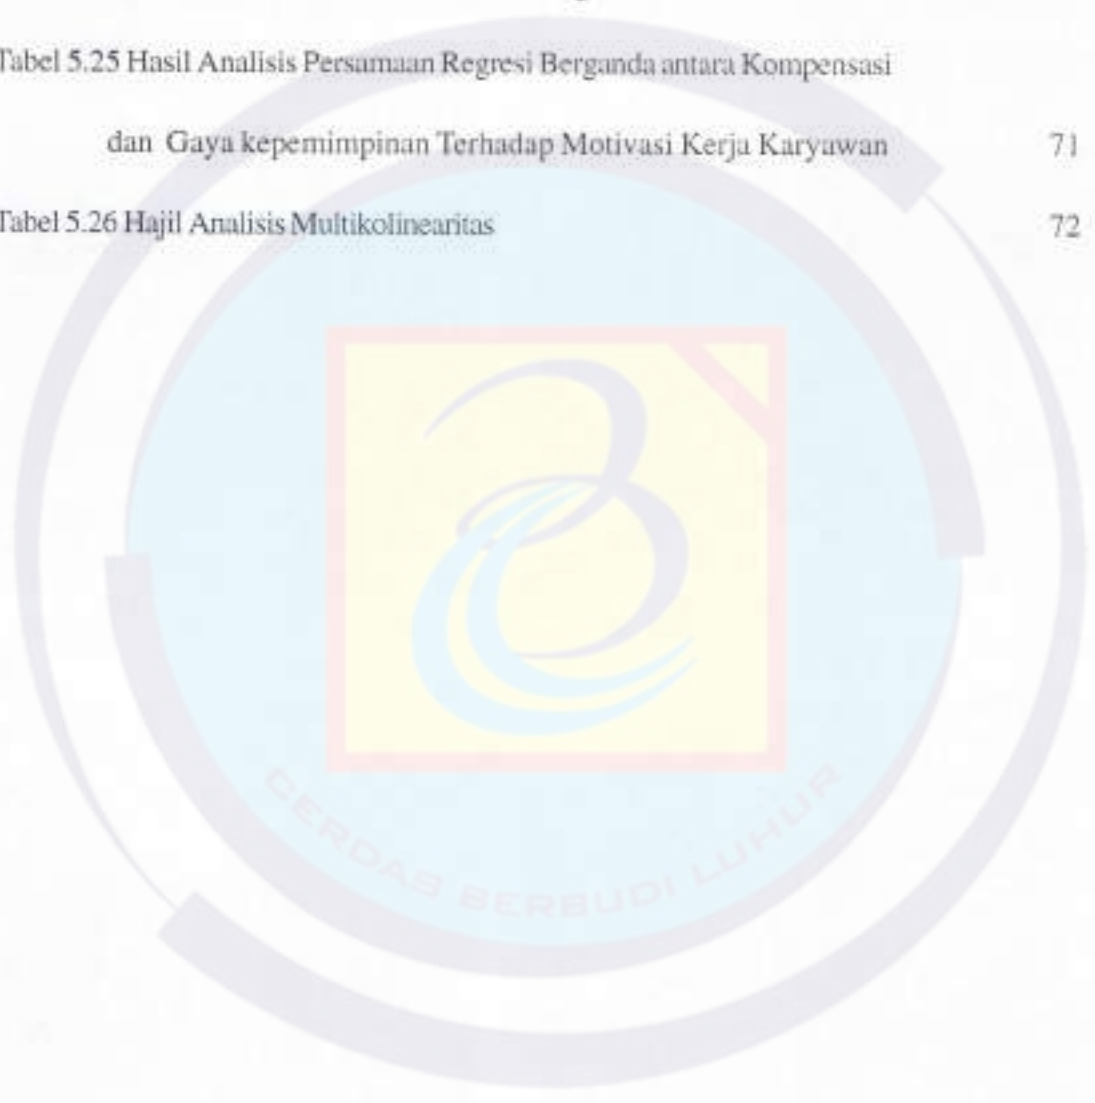 Tabel 5.25 Hasil Analisis Persamaan Regresi Berganda antara Kompensasi
dan Gaya kepemimpinan Terhadap Motivasi Kerja Karyawan 71
Tabel 5.26 Hajil Analisis Multikolinearitas 72
CERDAS BERBUDI LUHUR